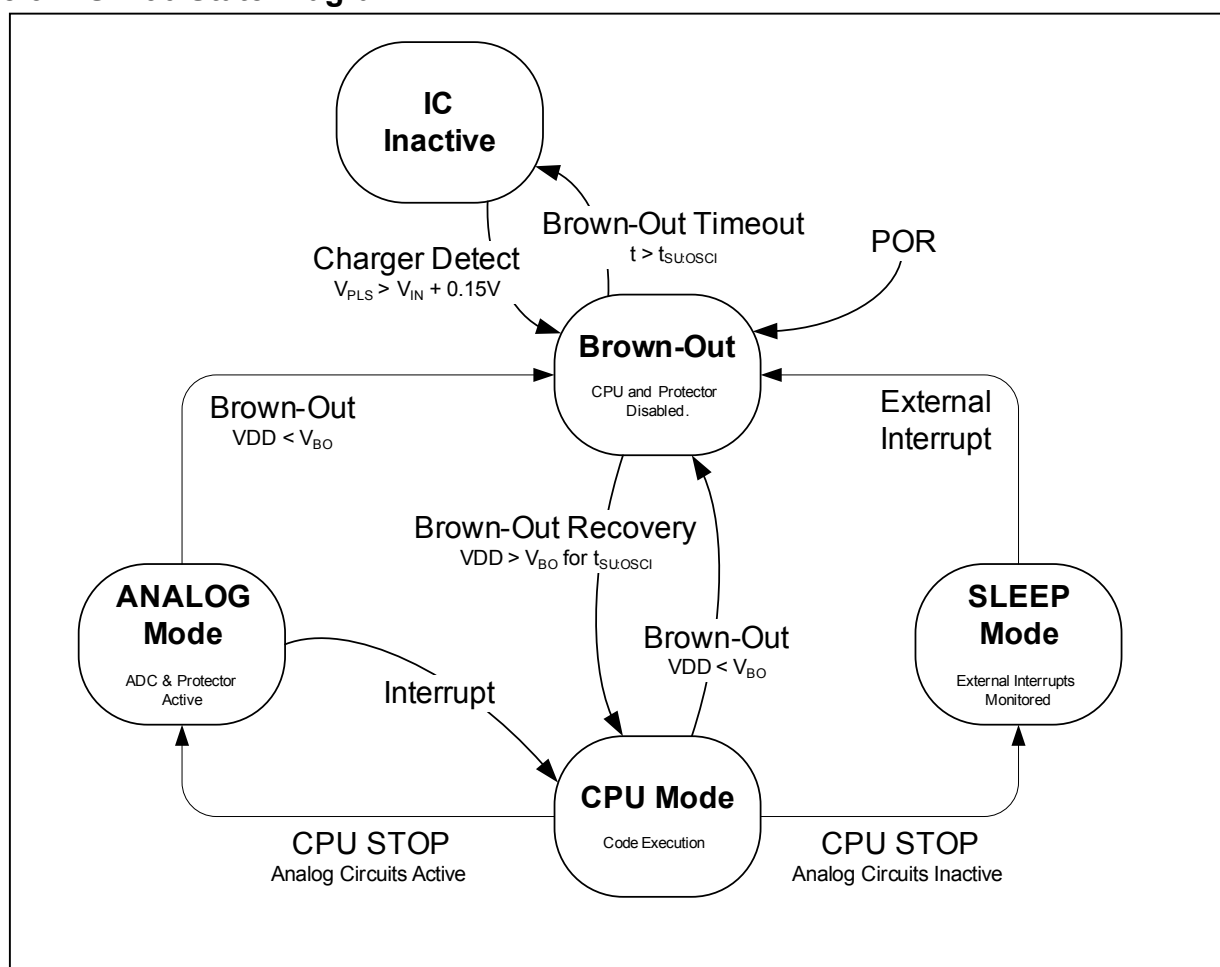 IC
Inactive
Brown-Out Timeout
t > tSU:OSCI
POR
Charger Detect
VPLS > VIN + 0.15V
Brown-Out
CPU and Protector
Disabled.
Brown-Out
VDD < VBO
External
Interrupt
Brown-Out Recovery
VDD > VBO for tSU:OSCI
ANALOG
Mode
ADC & Protector
Active
SLEEP
Mode
External Interrupts
Monitored
Brown-Out
VDD < VBO
Interrupt
CPU Mode
Code Execution
CPU STOP
Analog Circuits Active
CPU STOP
Analog Circuits Inactive